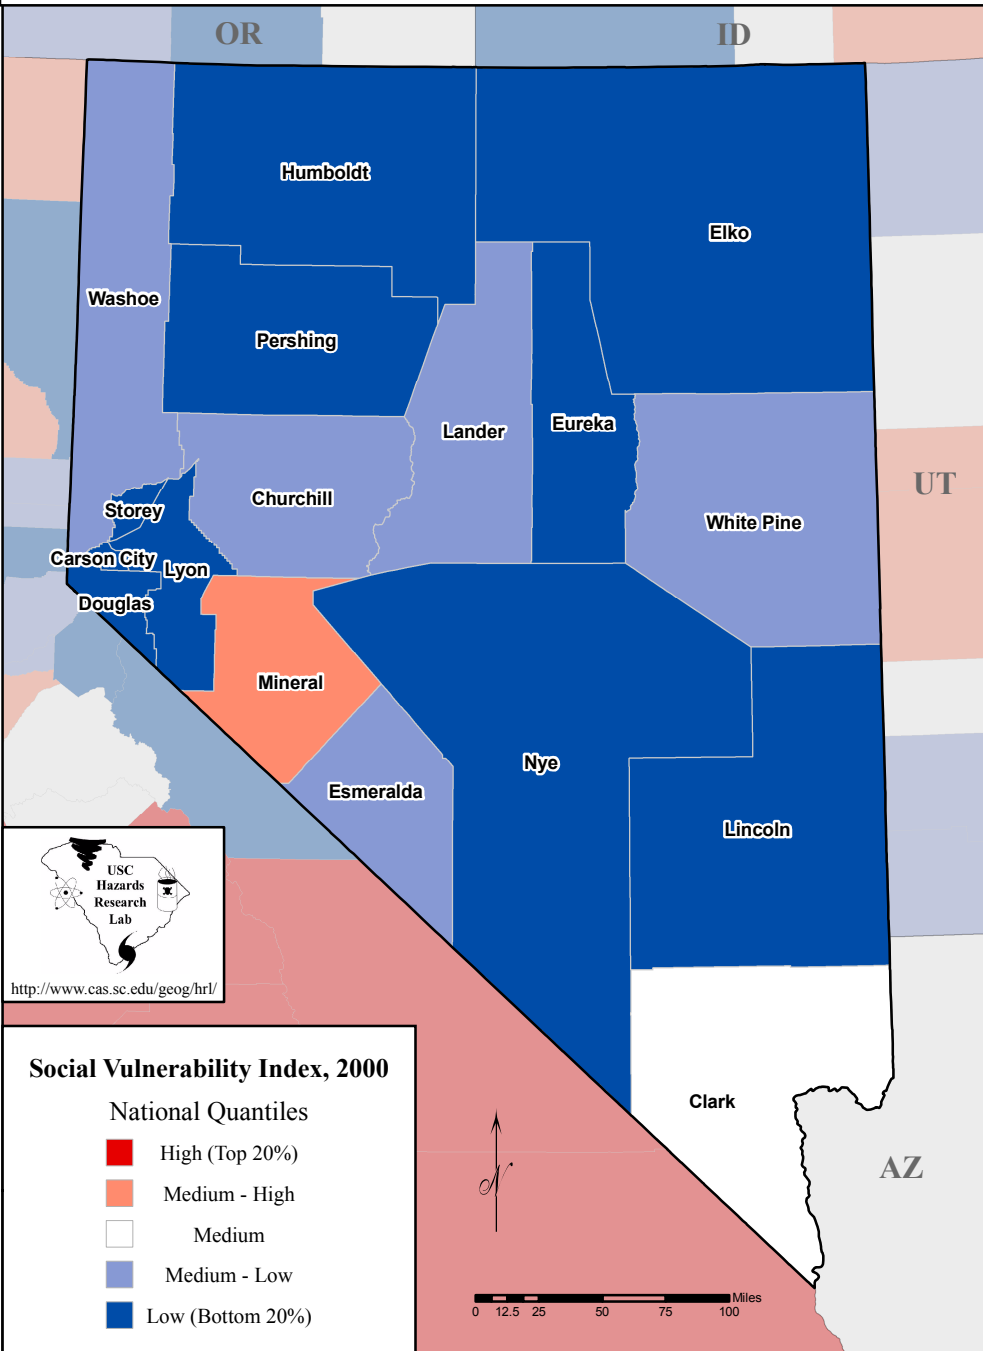 OR
ID
Humboldt
Elko
Washoe
Pershing
Eureka
Lander
UT
Churchill
Storey
White Pine
Carson City
Lyon
Douglas
Mineral
Nye
Esmeralda
Lincoln
USC
Hazards
Research
Lab
http://www.cas.sc.edu/geog/hrl/
Social Vulnerability Index, 2000
National Quantiles
High (Top 20%)
Medium - High
Medium
Medium - Low
Low (Bottom 20%)
Clark
AZ
N
Miles
0 12.5 25 50 75 100